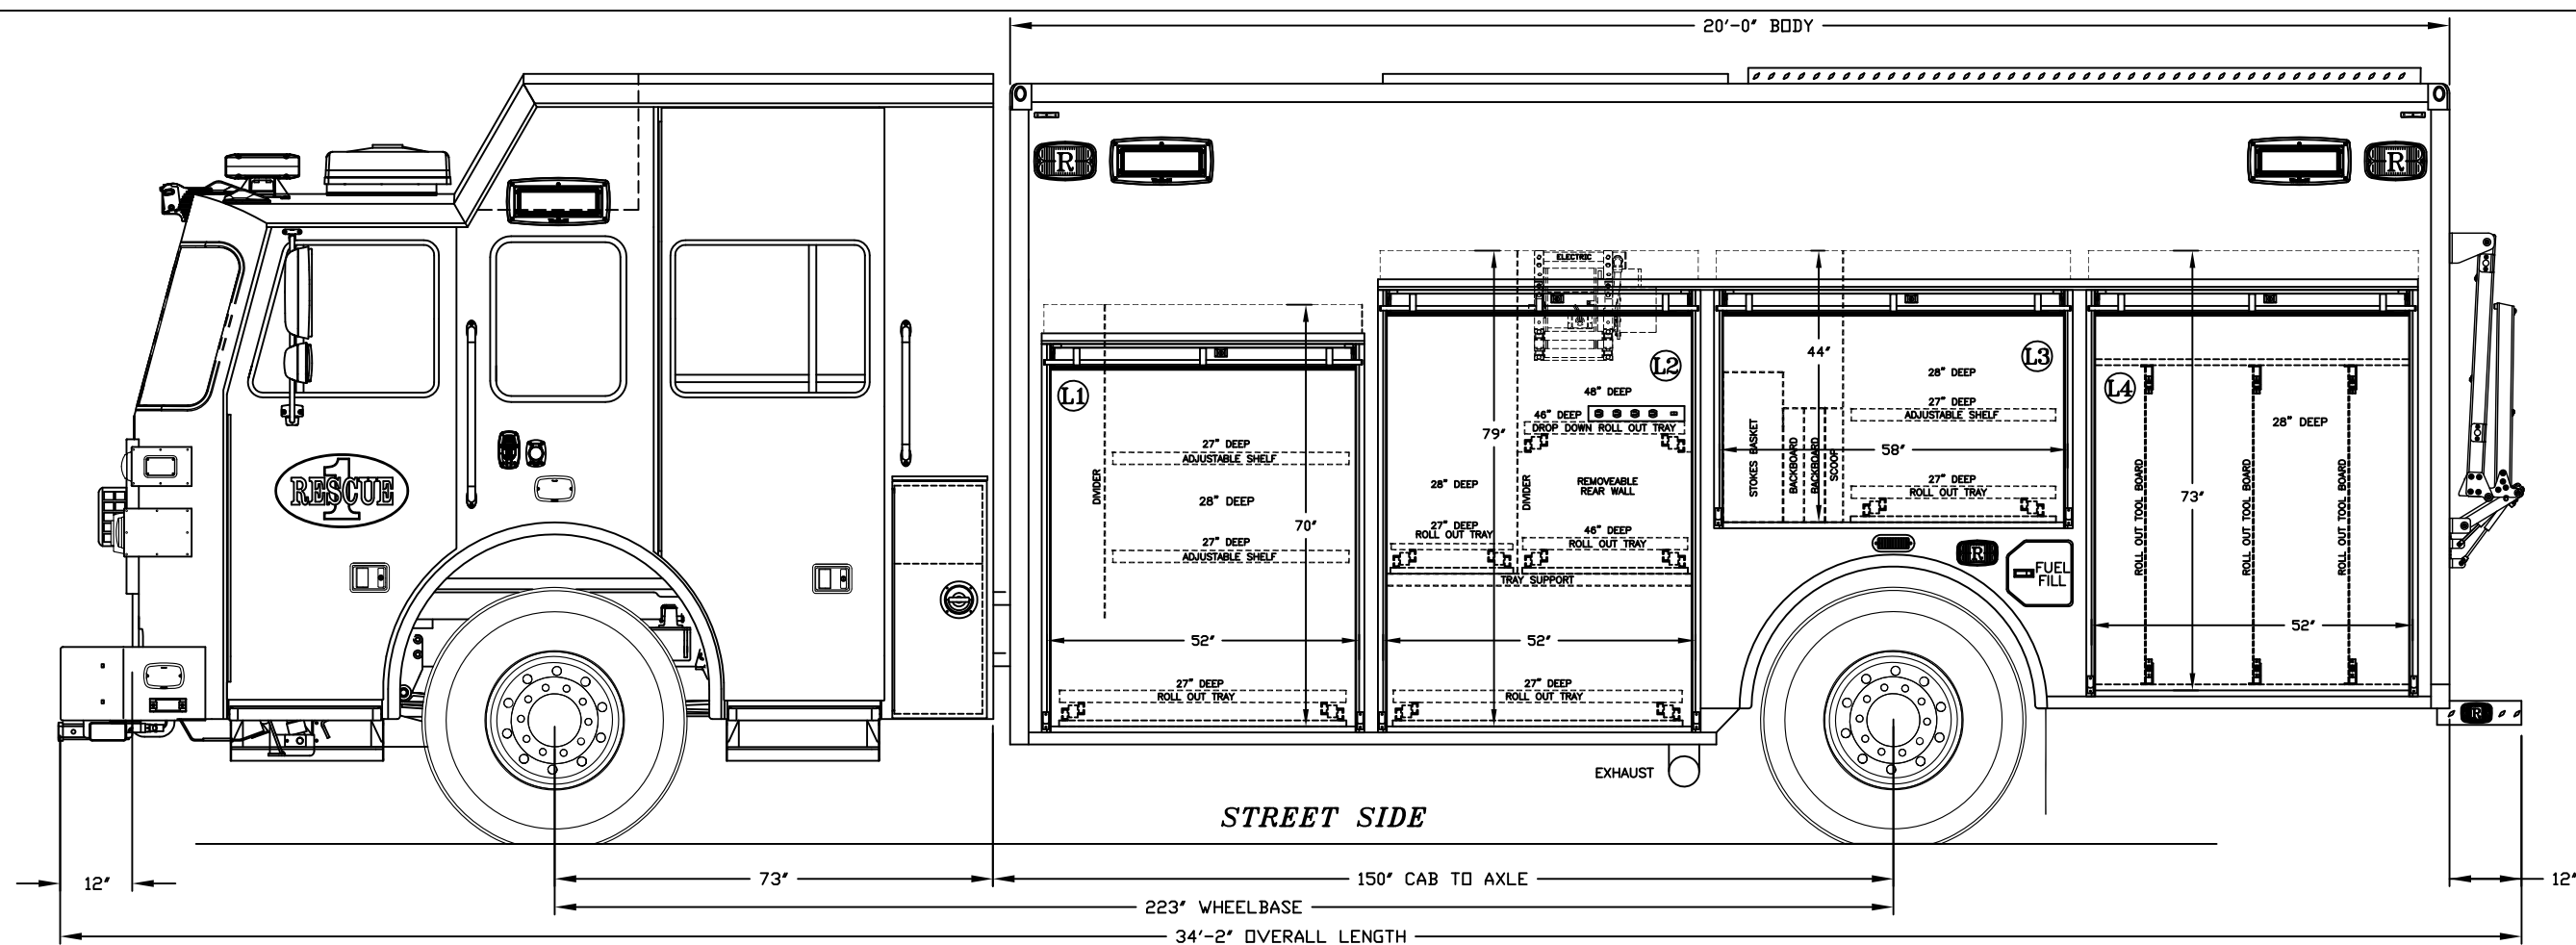 20'-0" BODY
R
R
ELECTRIC
L1
L2
L3
L4
44"
48" DEEP
28" DEEP
27" DEEP
ADJUSTABLE SHELF
46" DEEP
DROP DOWN ROLL OUT TRAY
28" DEEP
79"
27" DEEP
ADJUSTABLE SHELF
58"
STOKES BASKET
BACKBOARD
BACKBOARD
SCOOP
DIVIDER
28" DEEP
28" DEEP
DIVIDER
REMOVEABLE
REAR WALL
27" DEEP
ROLL OUT TRAY
73"
ROLL OUT TOOL BOARD
ROLL OUT TOOL BOARD
ROLL OUT TOOL BOARD
RESCUE
1
70"
27" DEEP
ROLL OUT TRAY
46" DEEP
ROLL OUT TRAY
27" DEEP
ADJUSTABLE SHELF
R
FUEL
FILL
TRAY SUPPORT
52"
52"
52"
27" DEEP
ROLL OUT TRAY
27" DEEP
ROLL OUT TRAY
R
EXHAUST
STREET SIDE
12"
73"
150" CAB TO AXLE
12"
223" WHEELBASE
34'-2" OVERALL LENGTH